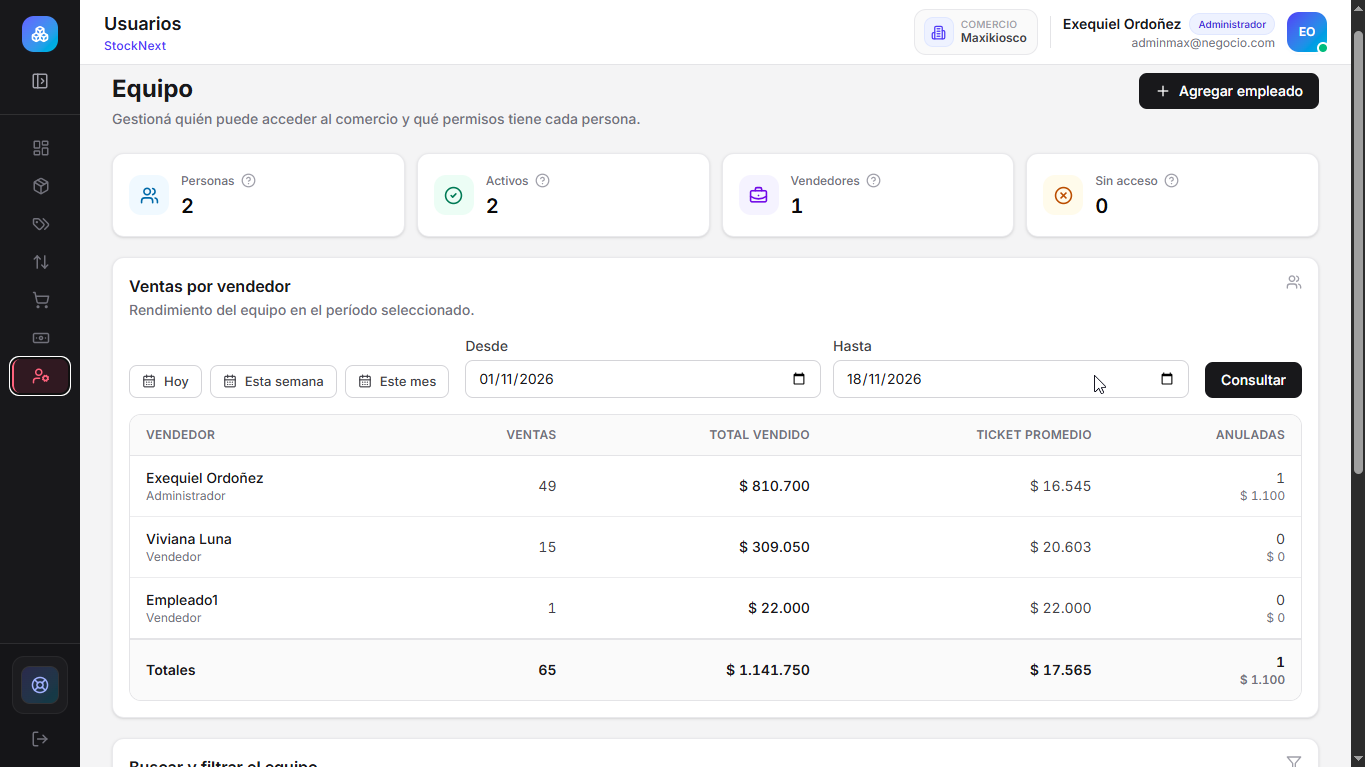 Usuarios
StockNext
COMERCIO
Maxikiosco
Exequiel Ordoñez
Administrador
adminmax@negocio.com
EO
Equipo
Gestioná quién puede acceder al comercio y qué permisos tiene cada persona.
+ Agregar empleado
Personas
2
Activos
2
Vendedores
1
Sin acceso
0
Ventas por vendedor
Rendimiento del equipo en el período seleccionado.
Hoy
Esta semana
Este mes
Desde
01/11/2026
Hasta
18/11/2026
Consultar
VENDEDOR VENTAS TOTAL VENDIDO TICKET PROMEDIO ANULADAS
Exequiel Ordoñez
Administrador
49 $ 810.700 $ 16.545 1
$ 1.100
Viviana Luna
Vendedor
15 $ 309.050 $ 20.603 0
$ 0
Empleado1
Vendedor
1 $ 22.000 $ 22.000 0
$ 0
Totales 65 $ 1.141.750 $ 17.565 1
$ 1.100
Buscar y filtrar el equipo